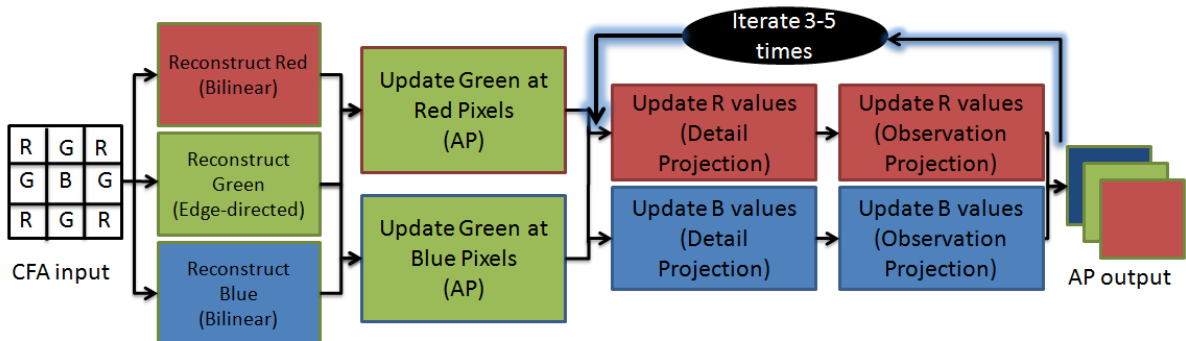 Iterate 3-5
times
Reconstruct Red
(Bilinear)
Update Green at
Red Pixels
(AP)
Update R values
(Detail
Projection)
Update R values
(Observation
Projection)
R G R
G B G
R G R
CFA input
Reconstruct
Green
(Edge-directed)
Update Green at
Blue Pixels
(AP)
Update B values
(Detail
Projection)
Update B values
(Observation
Projection)
AP output
Reconstruct
Blue
(Bilinear)